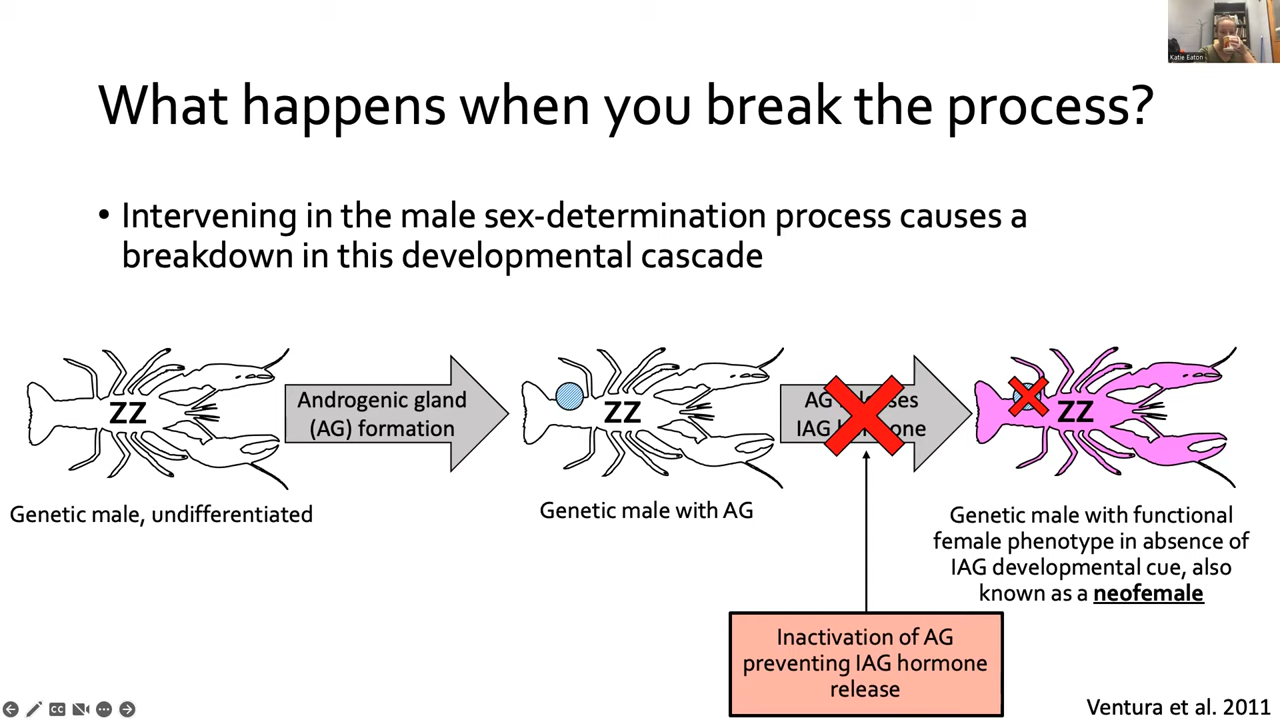 Katie Eaton
What happens when you break the process?
• Intervening in the male sex-determination process causes a
breakdown in this developmental cascade
ZZ
Androgenic gland
(AG) formation
ZZ
AG
IAG
ZZ
Genetic male, undifferentiated
Genetic male with AG
Genetic male with functional
female phenotype in absence of
IAG developmental cue, also
known as a neofemale
Inactivation of AG
preventing IAG hormone
release
Ventura et al. 2011
CC